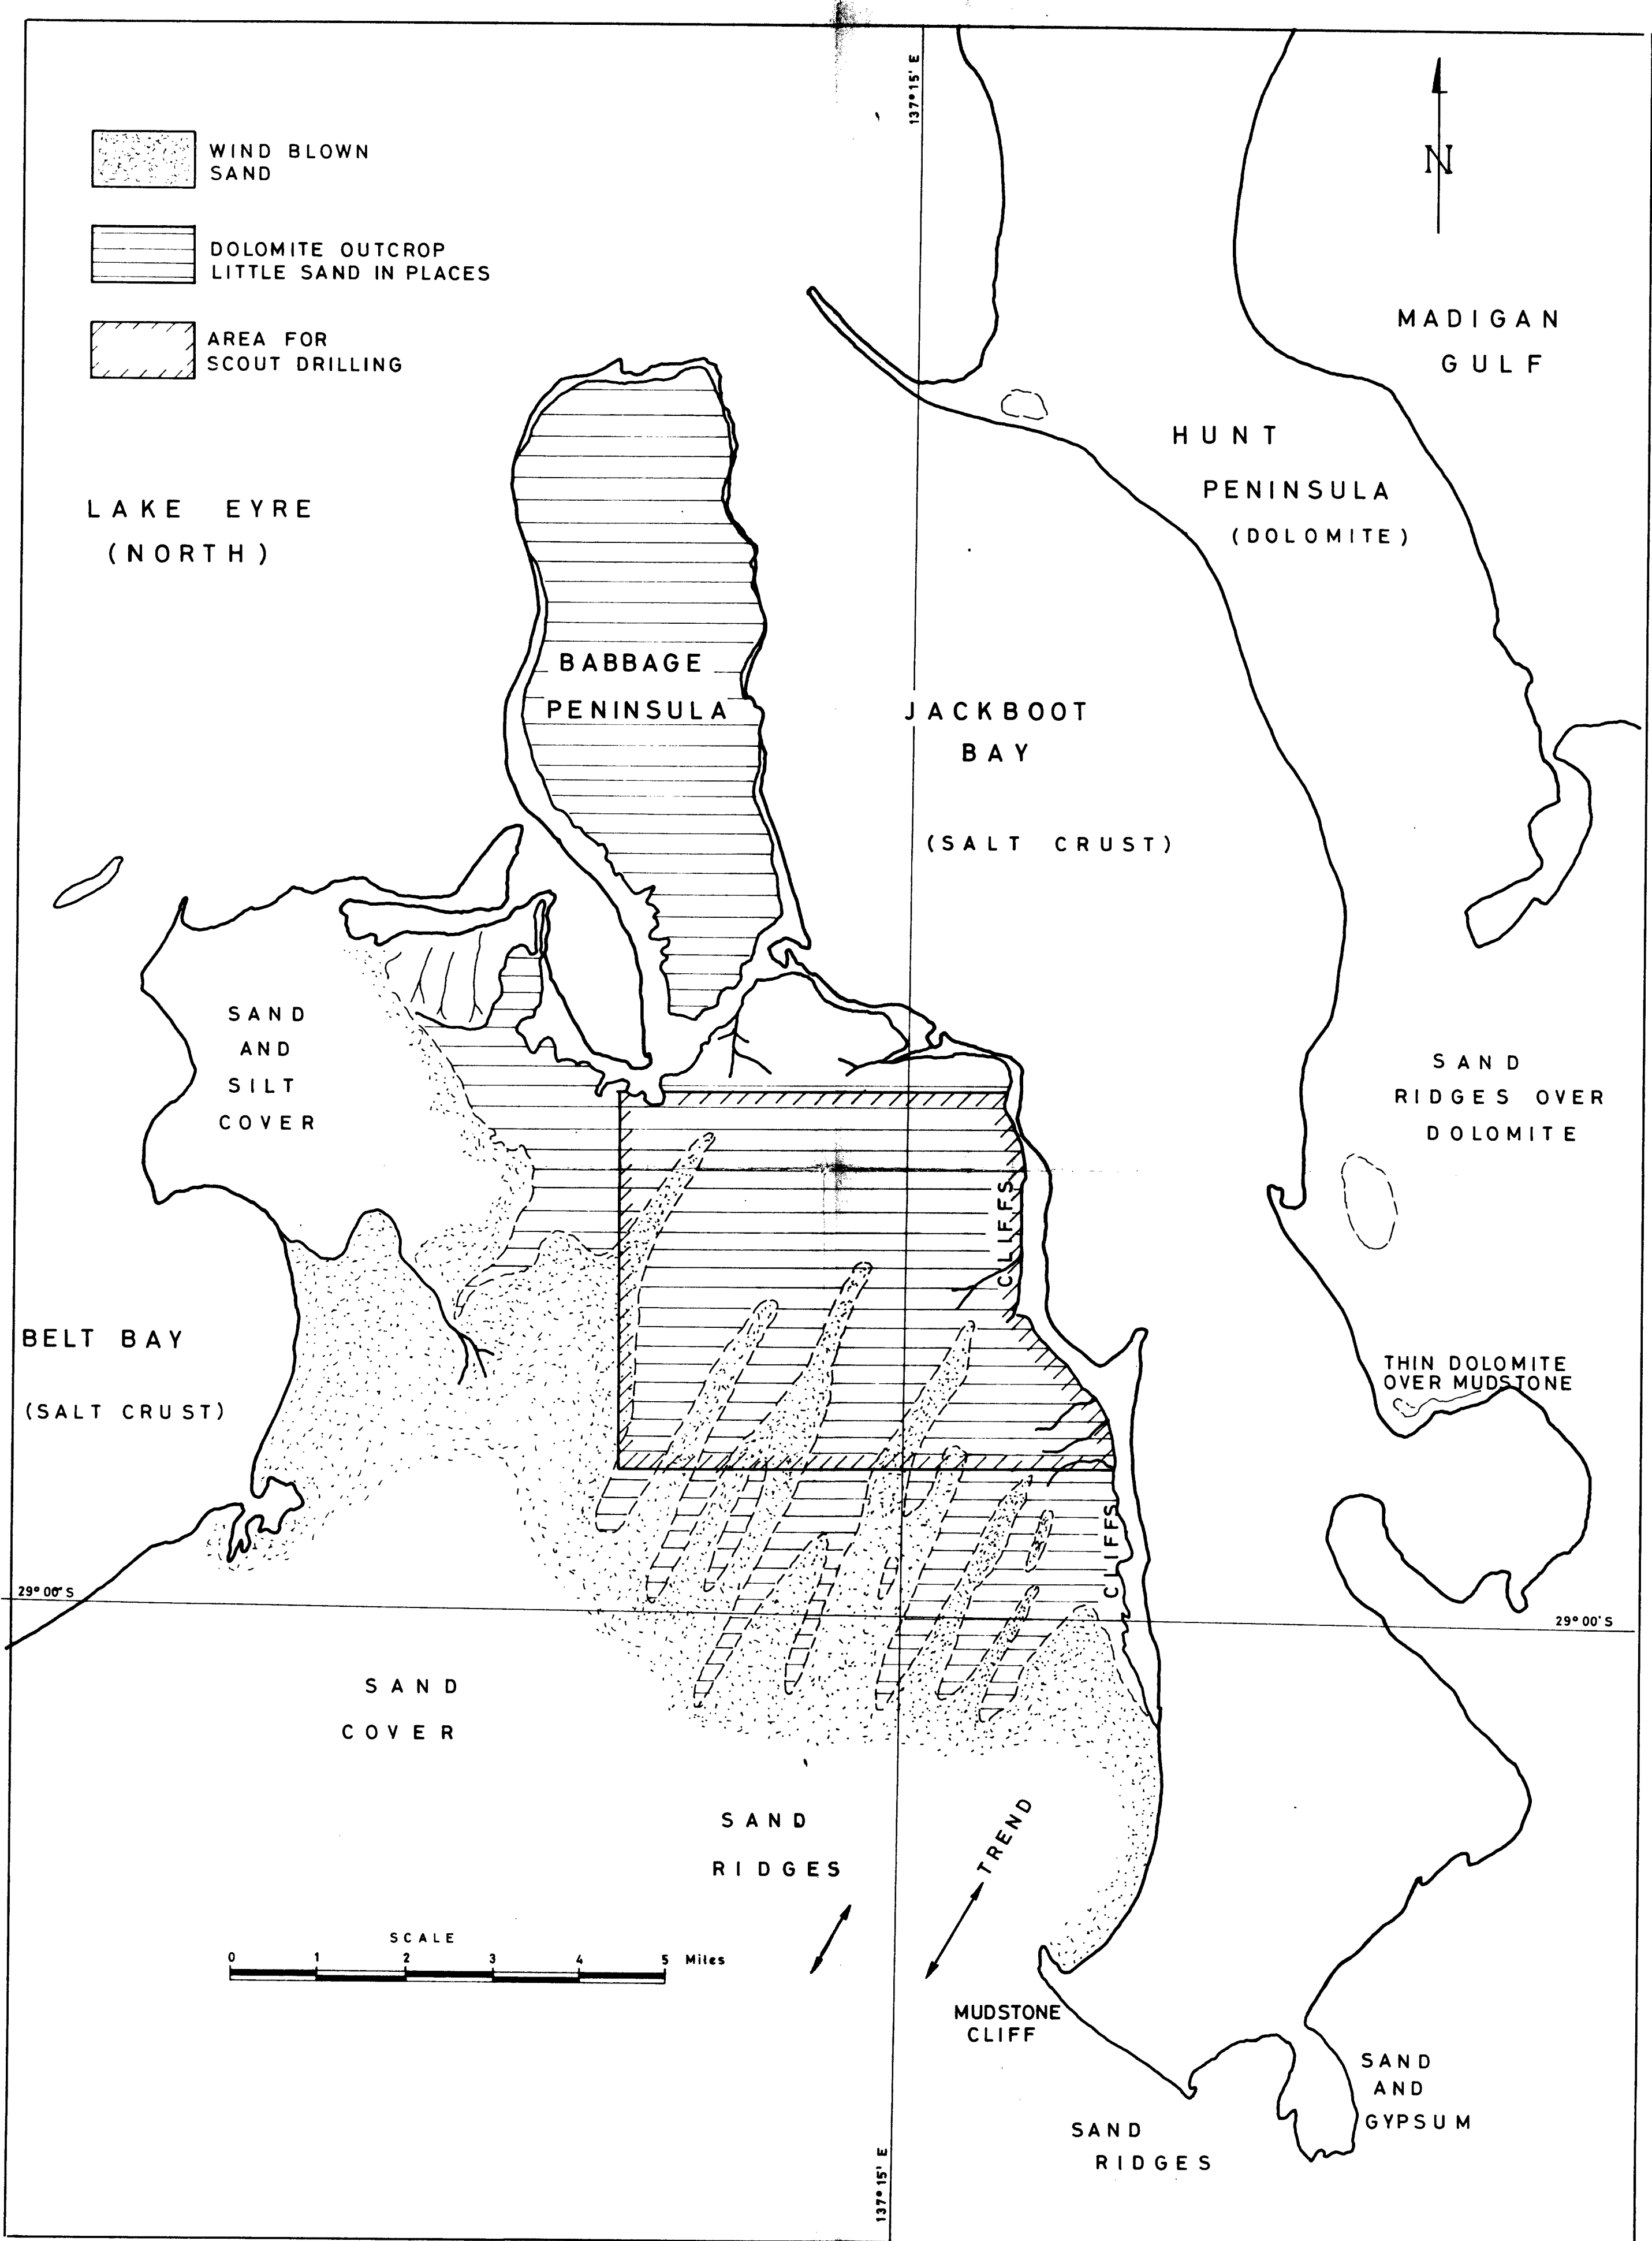 137° 15' E
N
WIND BLOWN
SAND
DOLOMITE OUTCROP
LITTLE SAND IN PLACES
AREA FOR
SCOUT DRILLING
MADIGAN
GULF
HUNT
PENINSULA
(DOLOMITE)
LAKE EYRE
(NORTH)
BABBAGE
PENINSULA
JACKBOOT
BAY
(SALT CRUST)
SAND
AND
SILT
COVER
SAND
RIDGES OVER
DOLOMITE
CLIFFS
BELT BAY
(SALT CRUST)
THIN DOLOMITE
OVER MUDSTONE
CLIFFS
29° 00' S
29° 00' S
SAND
COVER
SAND
RIDGES
TREND
SCALE
0 1 2 3 4 5 Miles
MUDSTONE
CLIFF
SAND
AND
GYPSUM
SAND
RIDGES
137° 15' E